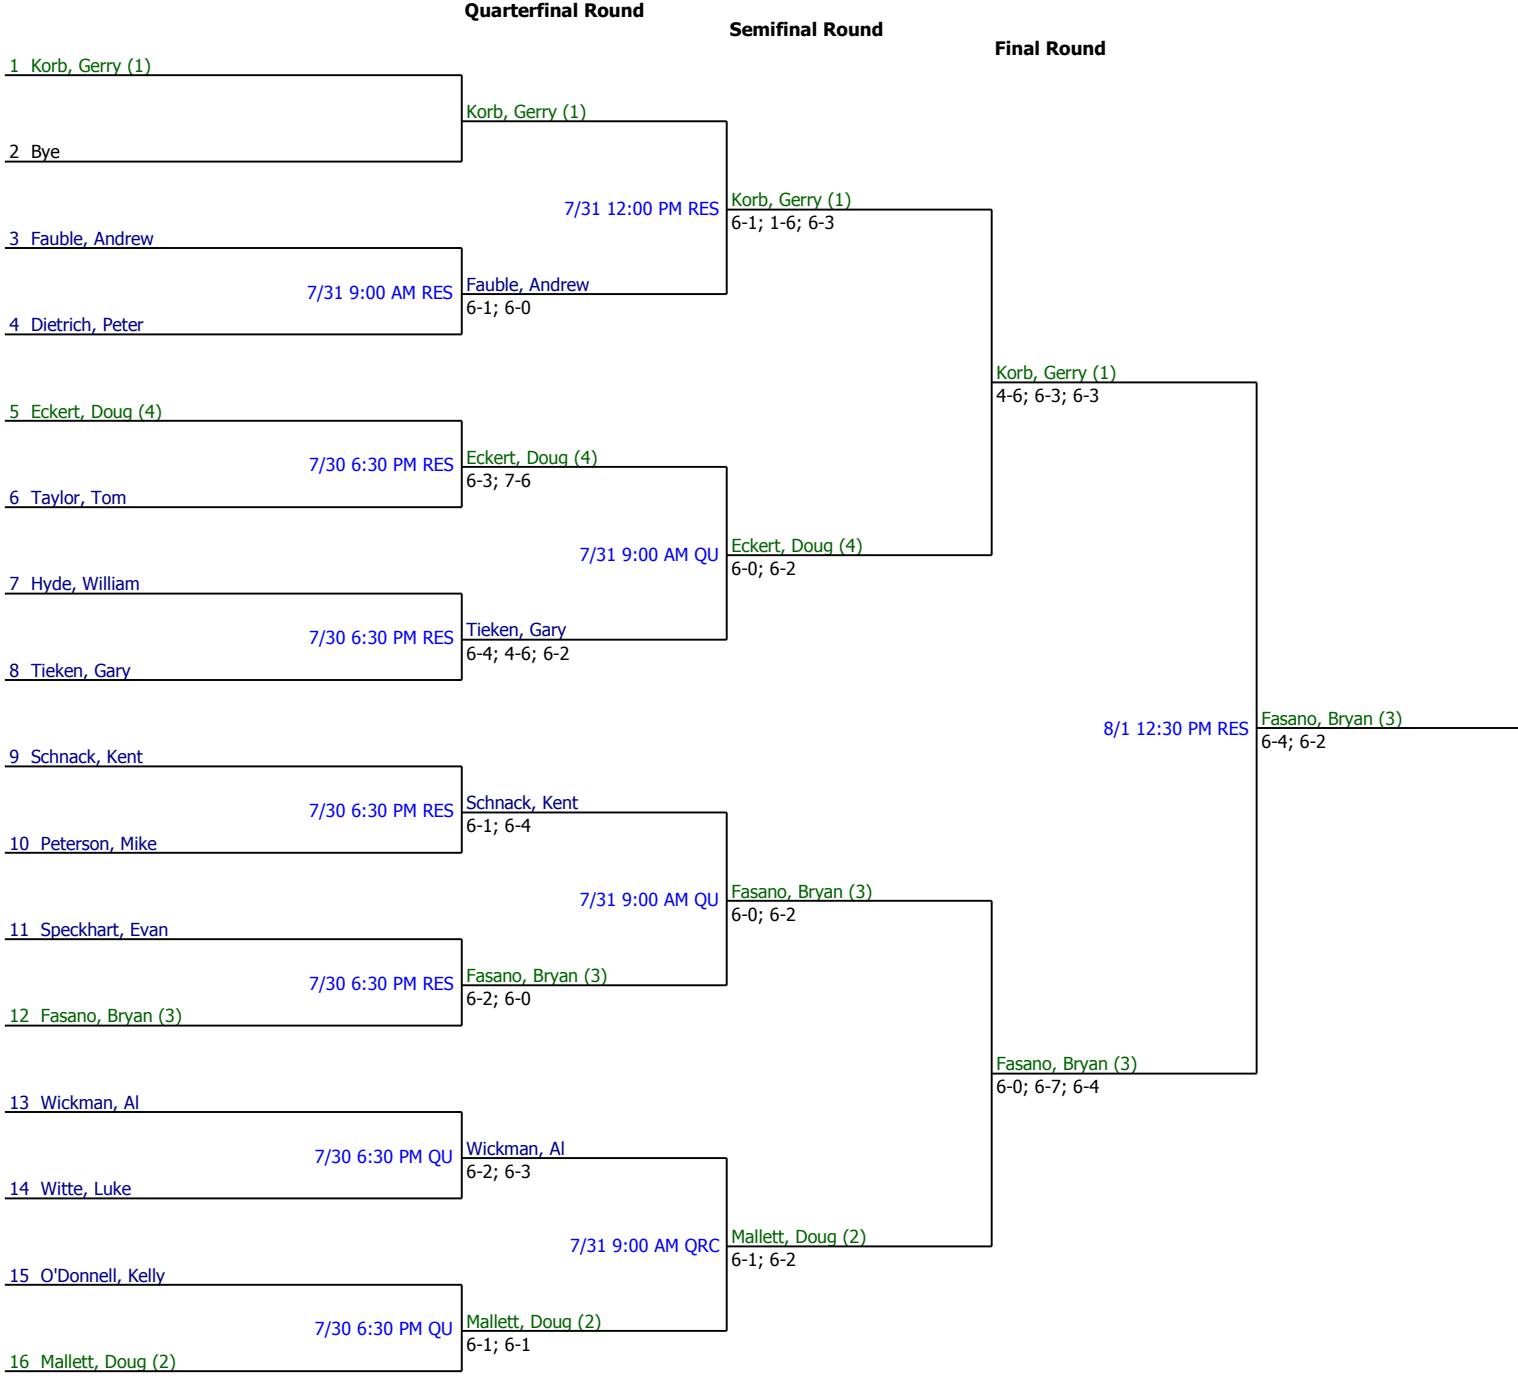 Quarterfinal Round
Semifinal Round
Final Round
1 Korb, Gerry (1)
Korb, Gerry (1)
2 Bye
7/31 12:00 PM RES
Korb, Gerry (1)
6-1; 1-6; 6-3
3 Fauble, Andrew
7/31 9:00 AM RES
Fauble, Andrew
6-1; 6-0
4 Dietrich, Peter
Korb, Gerry (1)
4-6; 6-3; 6-3
5 Eckert, Doug (4)
7/30 6:30 PM RES
Eckert, Doug (4)
6-3; 7-6
6 Taylor, Tom
7/31 9:00 AM QU
Eckert, Doug (4)
6-0; 6-2
7 Hyde, William
7/30 6:30 PM RES
Tieken, Gary
6-4; 4-6; 6-2
8 Tieken, Gary
8/1 12:30 PM RES
Fasano, Bryan (3)
6-4; 6-2
9 Schnack, Kent
7/30 6:30 PM RES
Schnack, Kent
6-1; 6-4
10 Peterson, Mike
7/31 9:00 AM QU
Fasano, Bryan (3)
6-0; 6-2
11 Speckhart, Evan
7/30 6:30 PM RES
Fasano, Bryan (3)
6-2; 6-0
12 Fasano, Bryan (3)
Fasano, Bryan (3)
6-0; 6-7; 6-4
13 Wickman, Al
7/30 6:30 PM QU
Wickman, Al
6-2; 6-3
14 Witte, Luke
7/31 9:00 AM QRC
Mallett, Doug (2)
6-1; 6-2
15 O'Donnell, Kelly
7/30 6:30 PM QU
Mallett, Doug (2)
6-1; 6-1
16 Mallett, Doug (2)